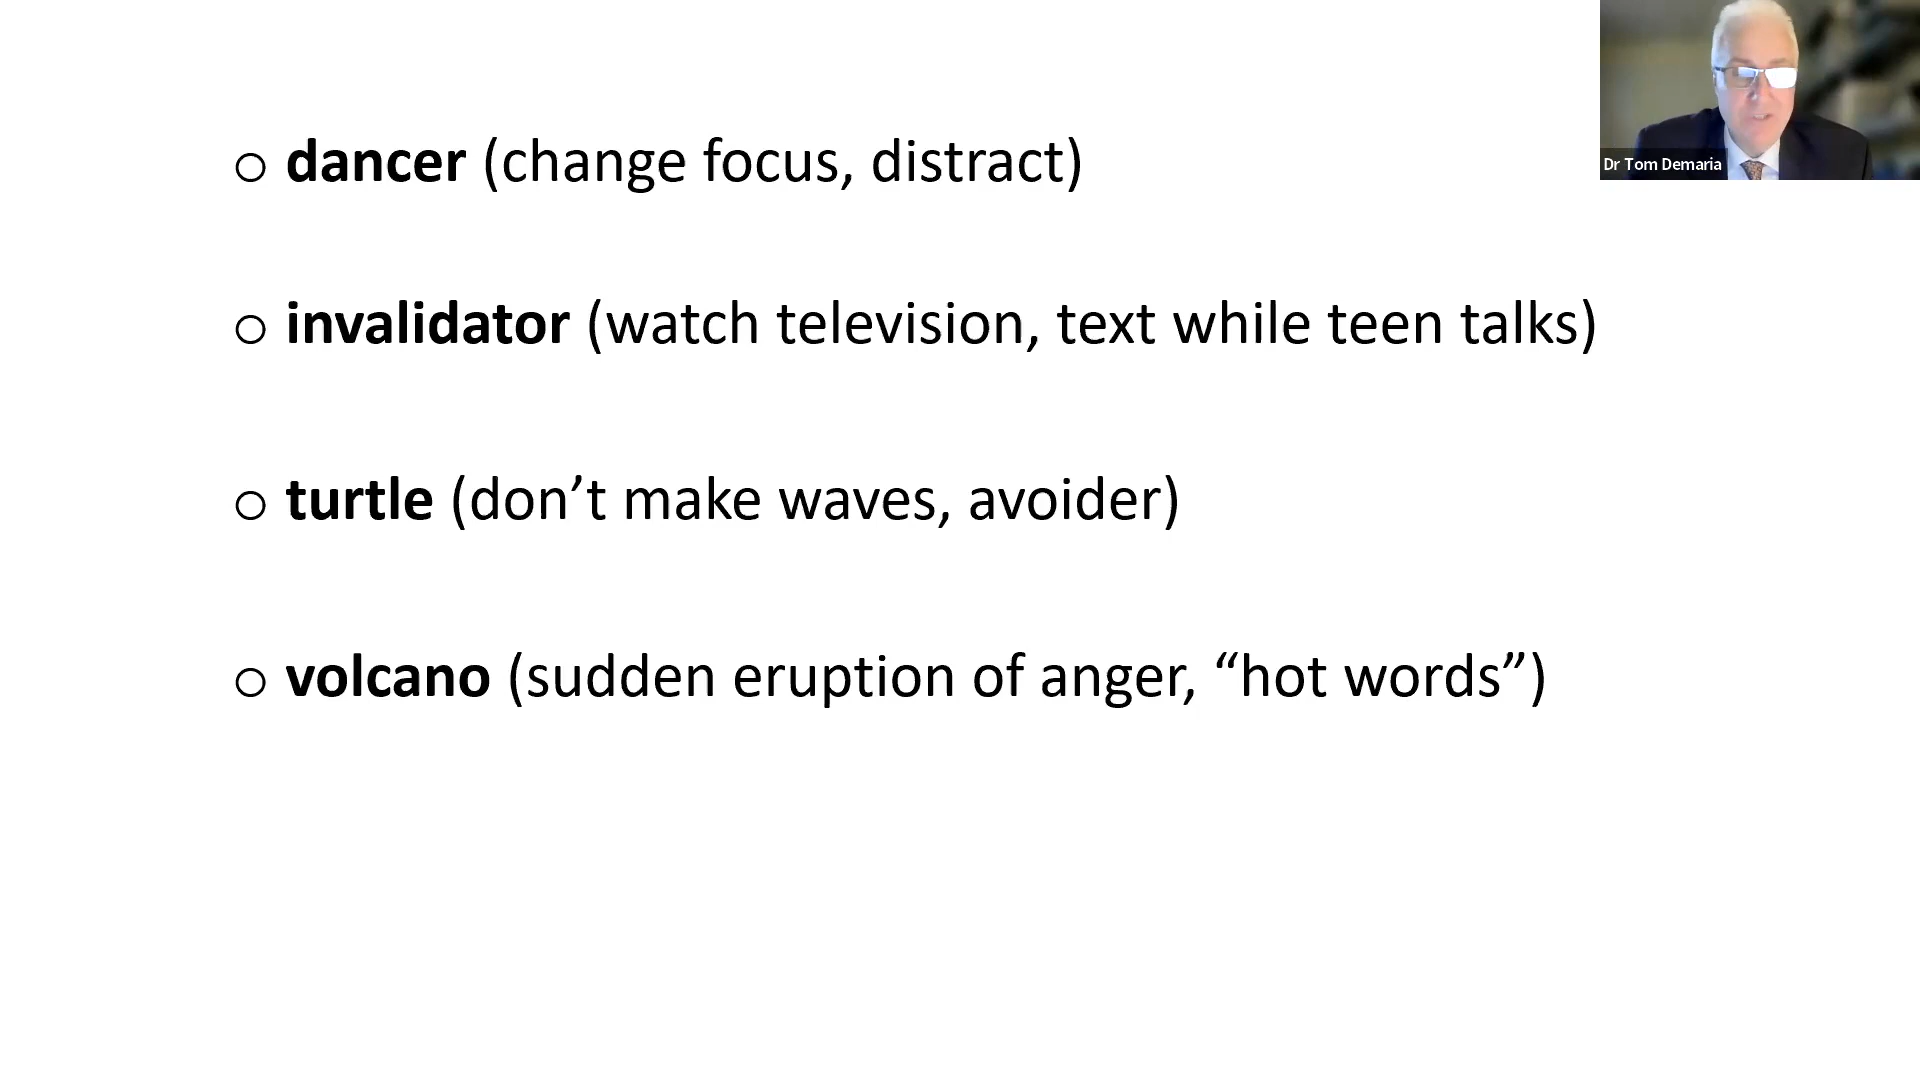 ○ dancer (change focus, distract)
○ invalidator (watch television, text while teen talks)
○ turtle (don’t make waves, avoider)
○ volcano (sudden eruption of anger, “hot words”)
Dr Tom Demaria